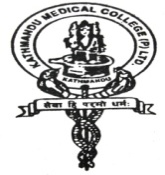 KATHMANDU MEDICAL COLLEGE (P) LTD.
KATHMANDU
सेवा हि परमो धर्मः